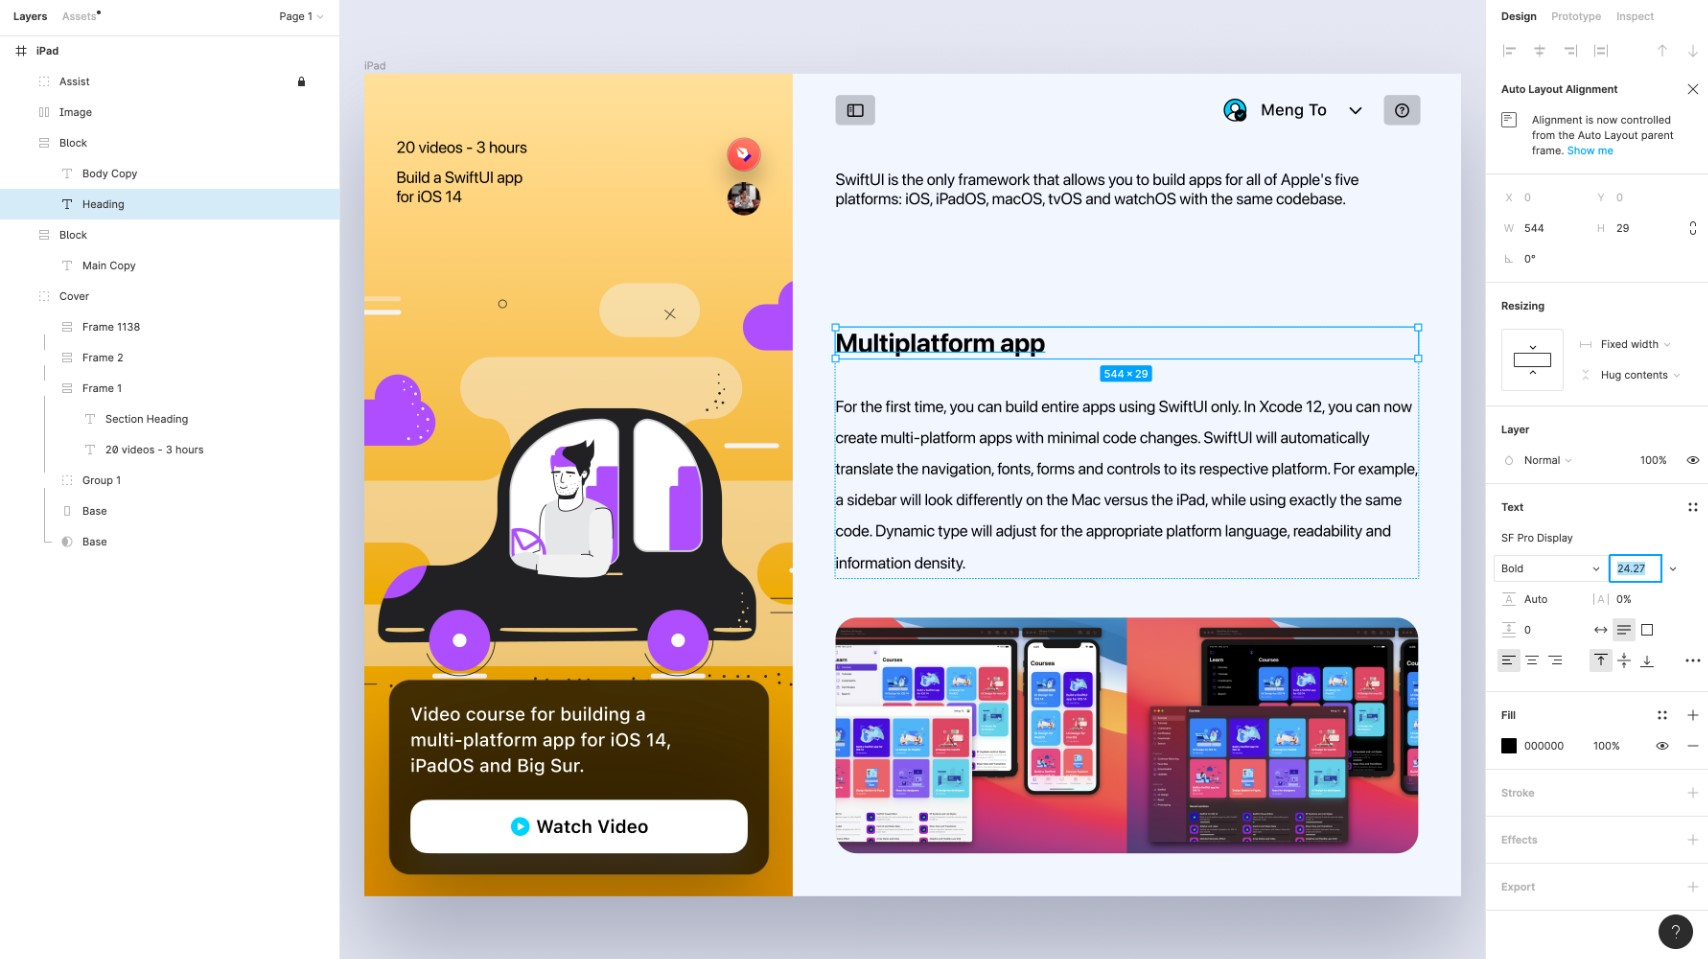 Layers
Assets
Page 1
iPad
Assist
Image
Block
Body Copy
Heading
Block
Main Copy
Cover
Frame 1138
Frame 2
Frame 1
Section Heading
20 videos - 3 hours
Group 1
Base
Base
iPad
20 videos - 3 hours
Build a SwiftUI app
for iOS 14
Video course for building a
multi-platform app for iOS 14,
iPadOS and Big Sur.
Watch Video
Meng To
SwiftUI is the only framework that allows you to build apps for all of Apple's five
platforms: iOS, iPadOS, macOS, tvOS and watchOS with the same codebase.
Multiplatform app
544 × 29
For the first time, you can build entire apps using SwiftUI only. In Xcode 12, you can now
create multi-platform apps with minimal code changes. SwiftUI will automatically
translate the navigation, fonts, forms and controls to its respective platform. For example,
a sidebar will look differently on the Mac versus the iPad, while using exactly the same
code. Dynamic type will adjust for the appropriate platform language, readability and
information density.
Learn
Courses
Courses
Learn
Courses
Courses
Design
Prototype
Inspect
Auto Layout Alignment
Alignment is now controlled
from the Auto Layout parent
frame. Show me
X 0
Y 0
W 544
H 29
0°
Resizing
Fixed width
Hug contents
Layer
Normal
100%
Text
SF Pro Display
Bold
24.27
Auto
0%
0
Fill
000000
100%
Stroke
Effects
Export
?